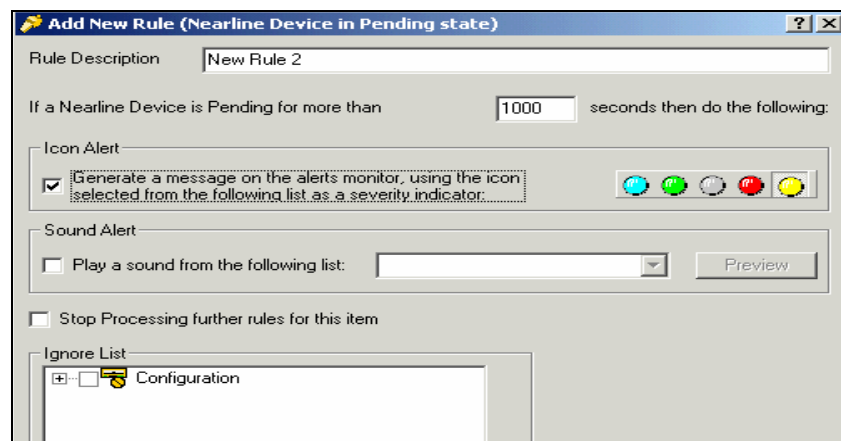 Add New Rule (Nearline Device in Pending state)
Rule Description New Rule 2
If a Nearline Device is Pending for more than 1000 seconds then do the following:
Icon Alert
Generate a message on the alerts monitor, using the icon
selected from the following list as a severity indicator:
Sound Alert
Play a sound from the following list: Preview
Stop Processing further rules for this item
Ignore List
Configuration